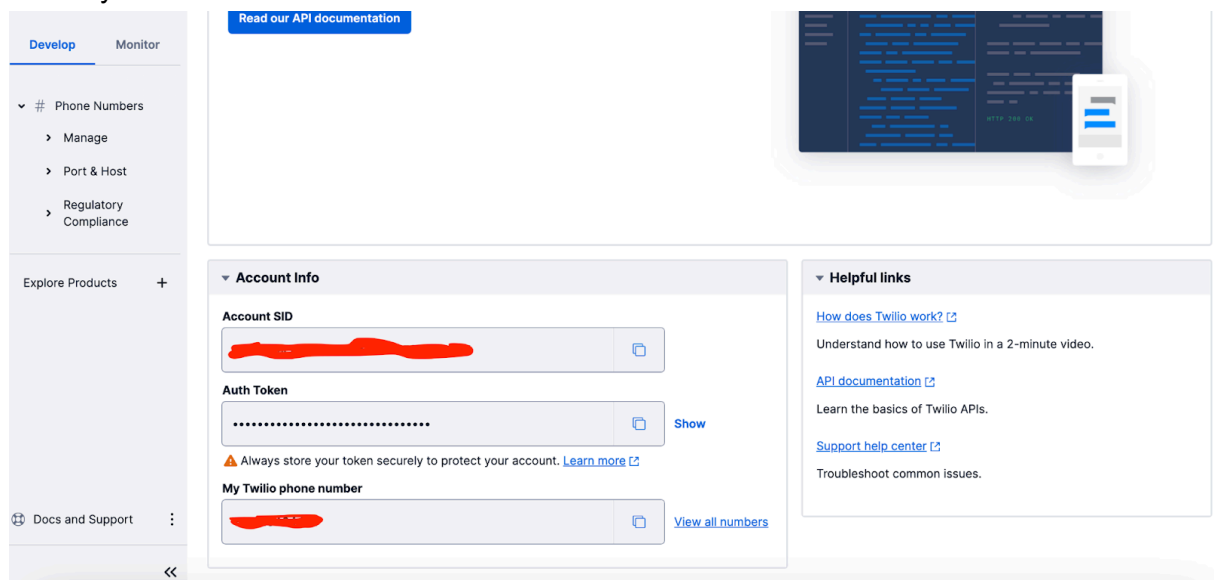 Read our API documentation
Develop Monitor
# Phone Numbers
Manage
Port & Host
Regulatory
Compliance
Explore Products +
Docs and Support
HTTP 200 OK
Account Info
Account SID
Auth Token
••••••••••••••••••••••••••••••••
Show
Always store your token securely to protect your account. Learn more
My Twilio phone number
View all numbers
Helpful links
How does Twilio work?
Understand how to use Twilio in a 2-minute video.
API documentation
Learn the basics of Twilio APIs.
Support help center
Troubleshoot common issues.